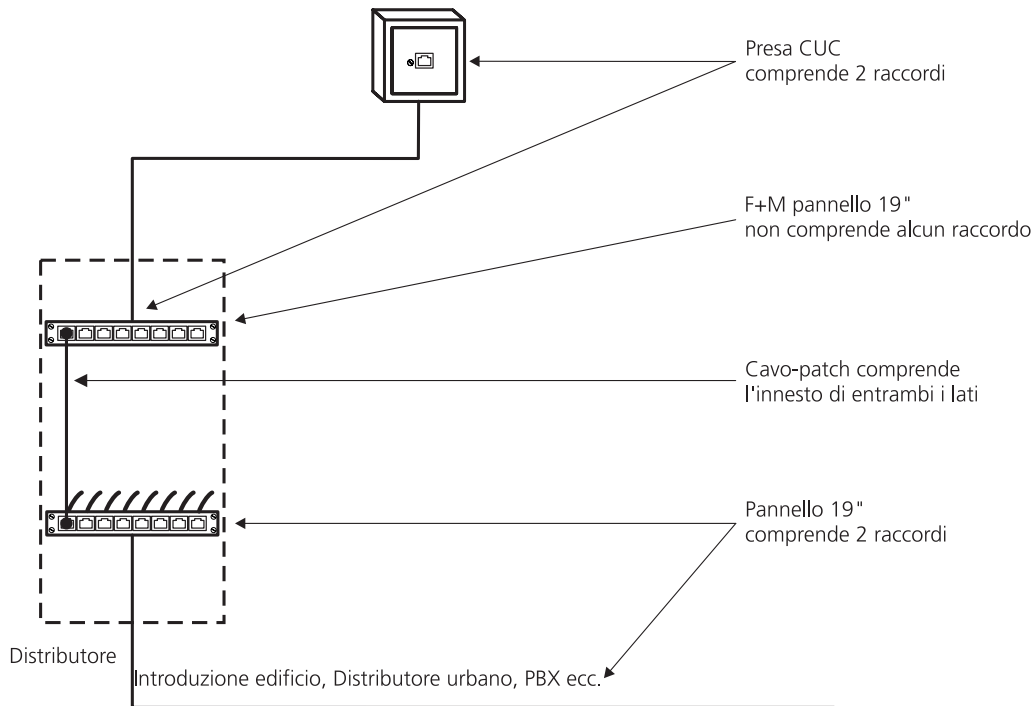 Presa CUC
comprende 2 raccordi
F+M pannello 19"
non comprende alcun raccordo
Cavo-patch comprende
l'innesto di entrambi i lati
Pannello 19"
comprende 2 raccordi
Distributore
Introduzione edificio, Distributore urbano, PBX ecc.